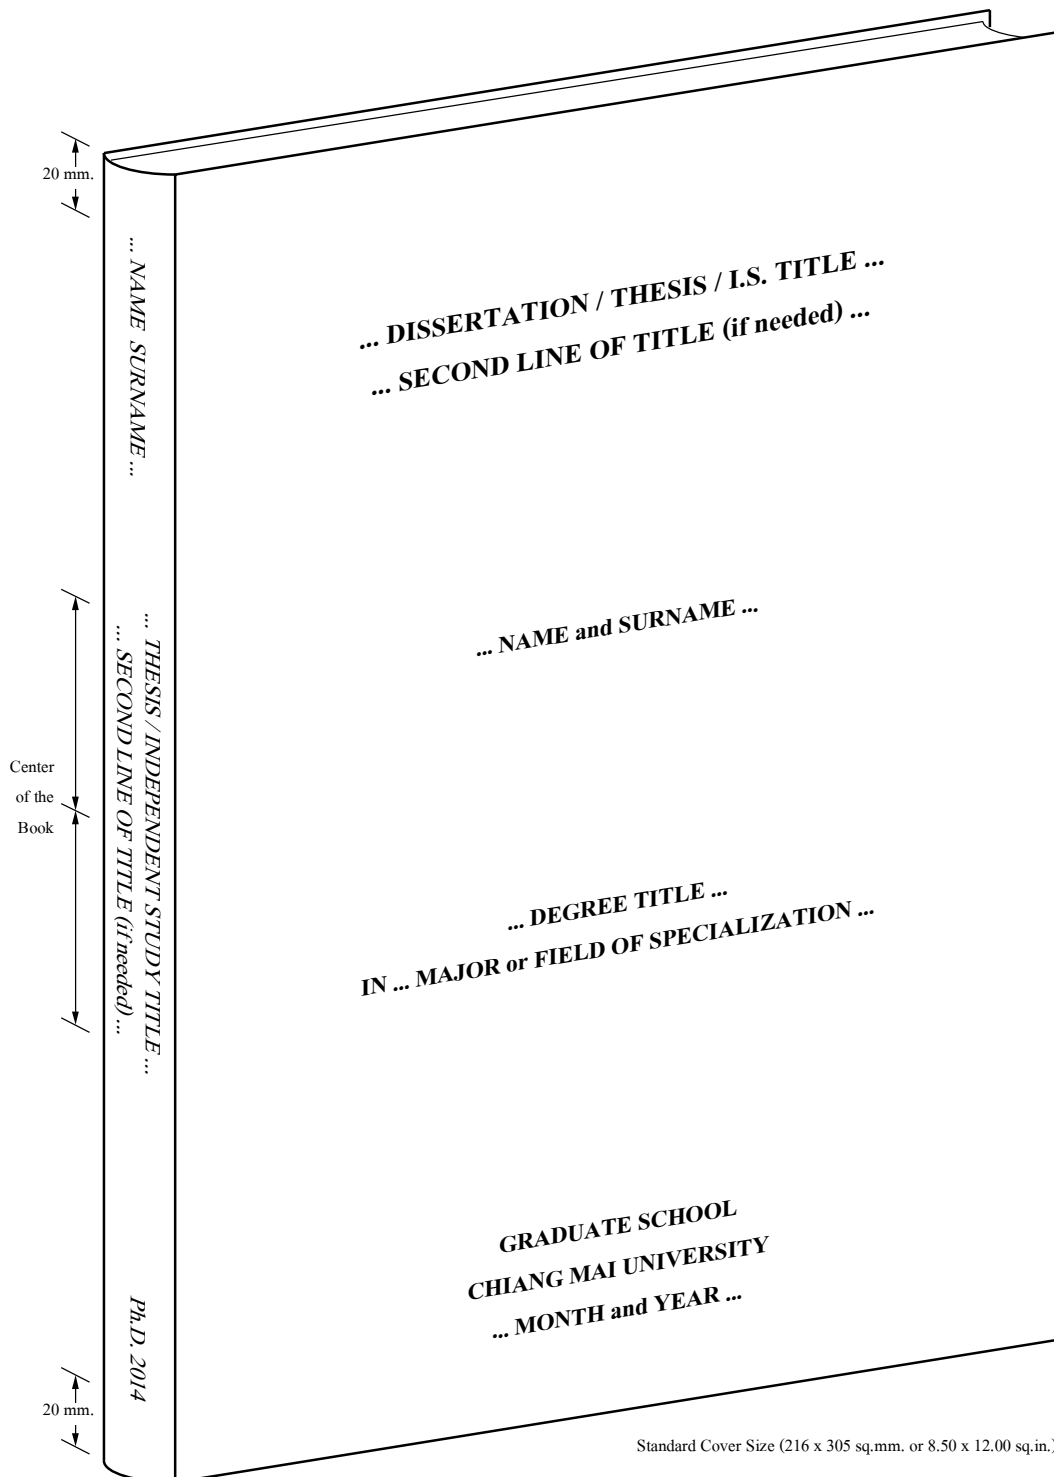 20 mm.
... NAME SURNAME ...
... THESIS / INDEPENDENT STUDY TITLE ...
... SECOND LINE OF TITLE (if needed) ...
Center
of the
Book
Ph.D. 2014
20 mm.
... DISSERTATION / THESIS / I.S. TITLE ...
... SECOND LINE OF TITLE (if needed) ...
... NAME and SURNAME ...
... DEGREE TITLE ...
IN ... MAJOR or FIELD OF SPECIALIZATION ...
GRADUATE SCHOOL
CHIANG MAI UNIVERSITY
... MONTH and YEAR ...
Standard Cover Size (216 x 305 sq.mm. or 8.50 x 12.00 sq.in.)